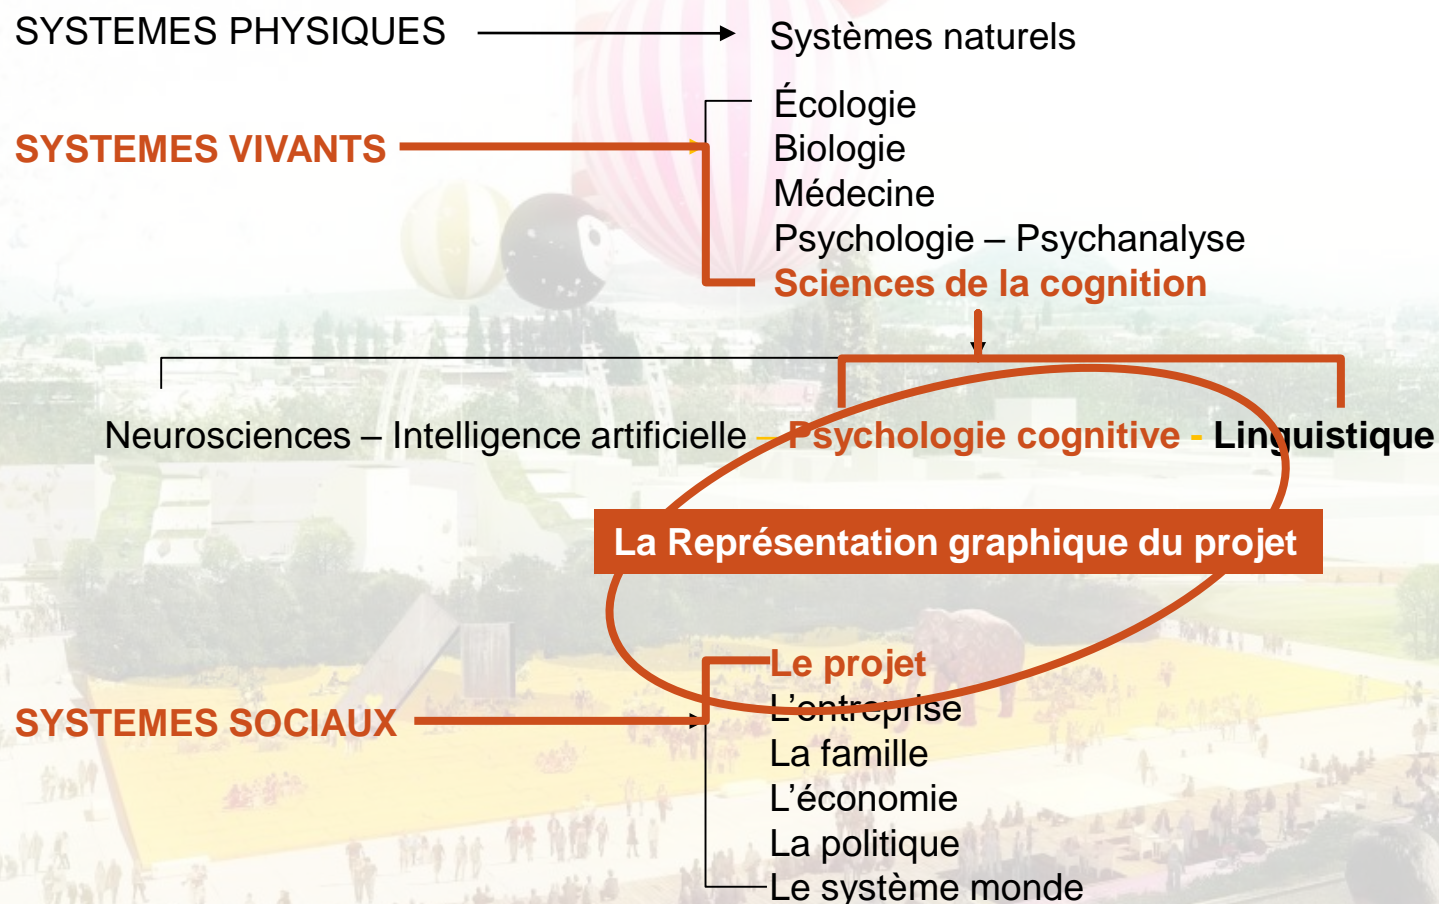 SYSTEMES PHYSIQUES
Systèmes naturels
SYSTEMES VIVANTS
Écologie
Biologie
Médecine
Psychologie – Psychanalyse
Sciences de la cognition
Neurosciences – Intelligence artificielle – Psychologie cognitive - Linguistique
La Représentation graphique du projet
SYSTEMES SOCIAUX
Le projet
L’entreprise
La famille
L’économie
La politique
Le système monde